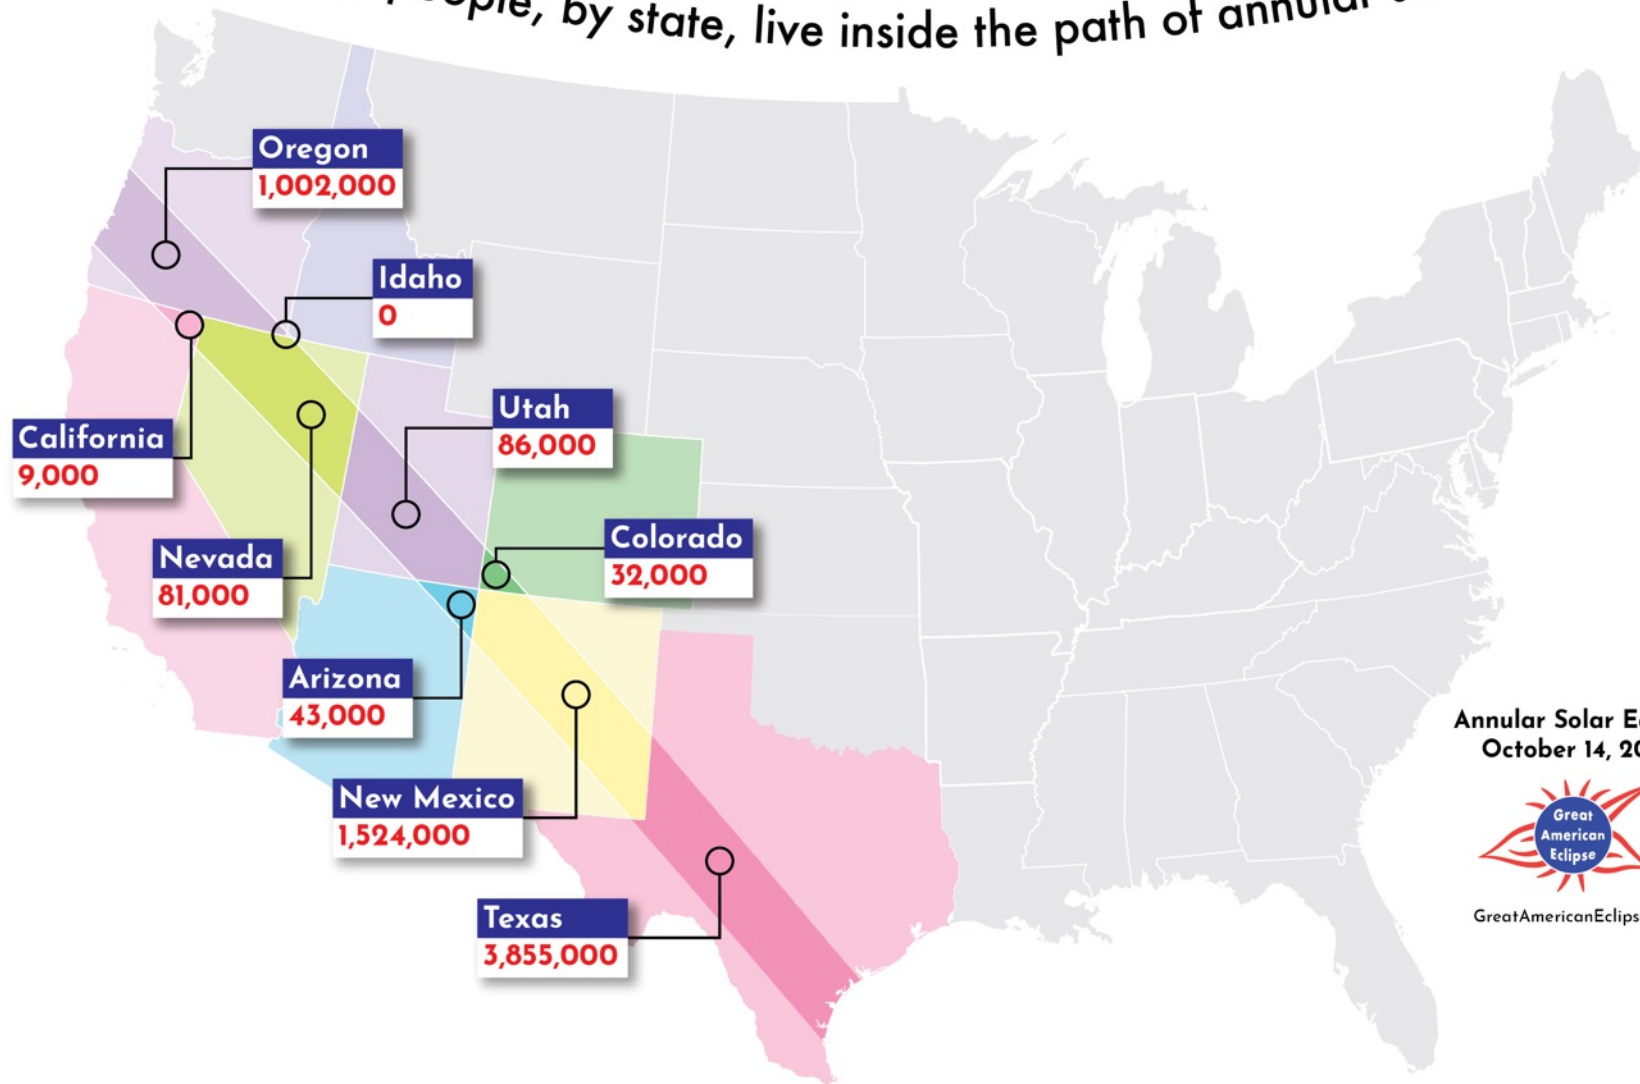 people, by state, live inside the path of annular
Oregon
1,002,000
Idaho
0
Utah
86,000
California
9,000
Colorado
32,000
Nevada
81,000
Arizona
43,000
New Mexico
1,524,000
Texas
3,855,000
Annular Solar
October 14,
Great
American
Eclipse